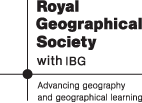 Royal
Geographical
Society
with IBG
Advancing geography
and geographical learning